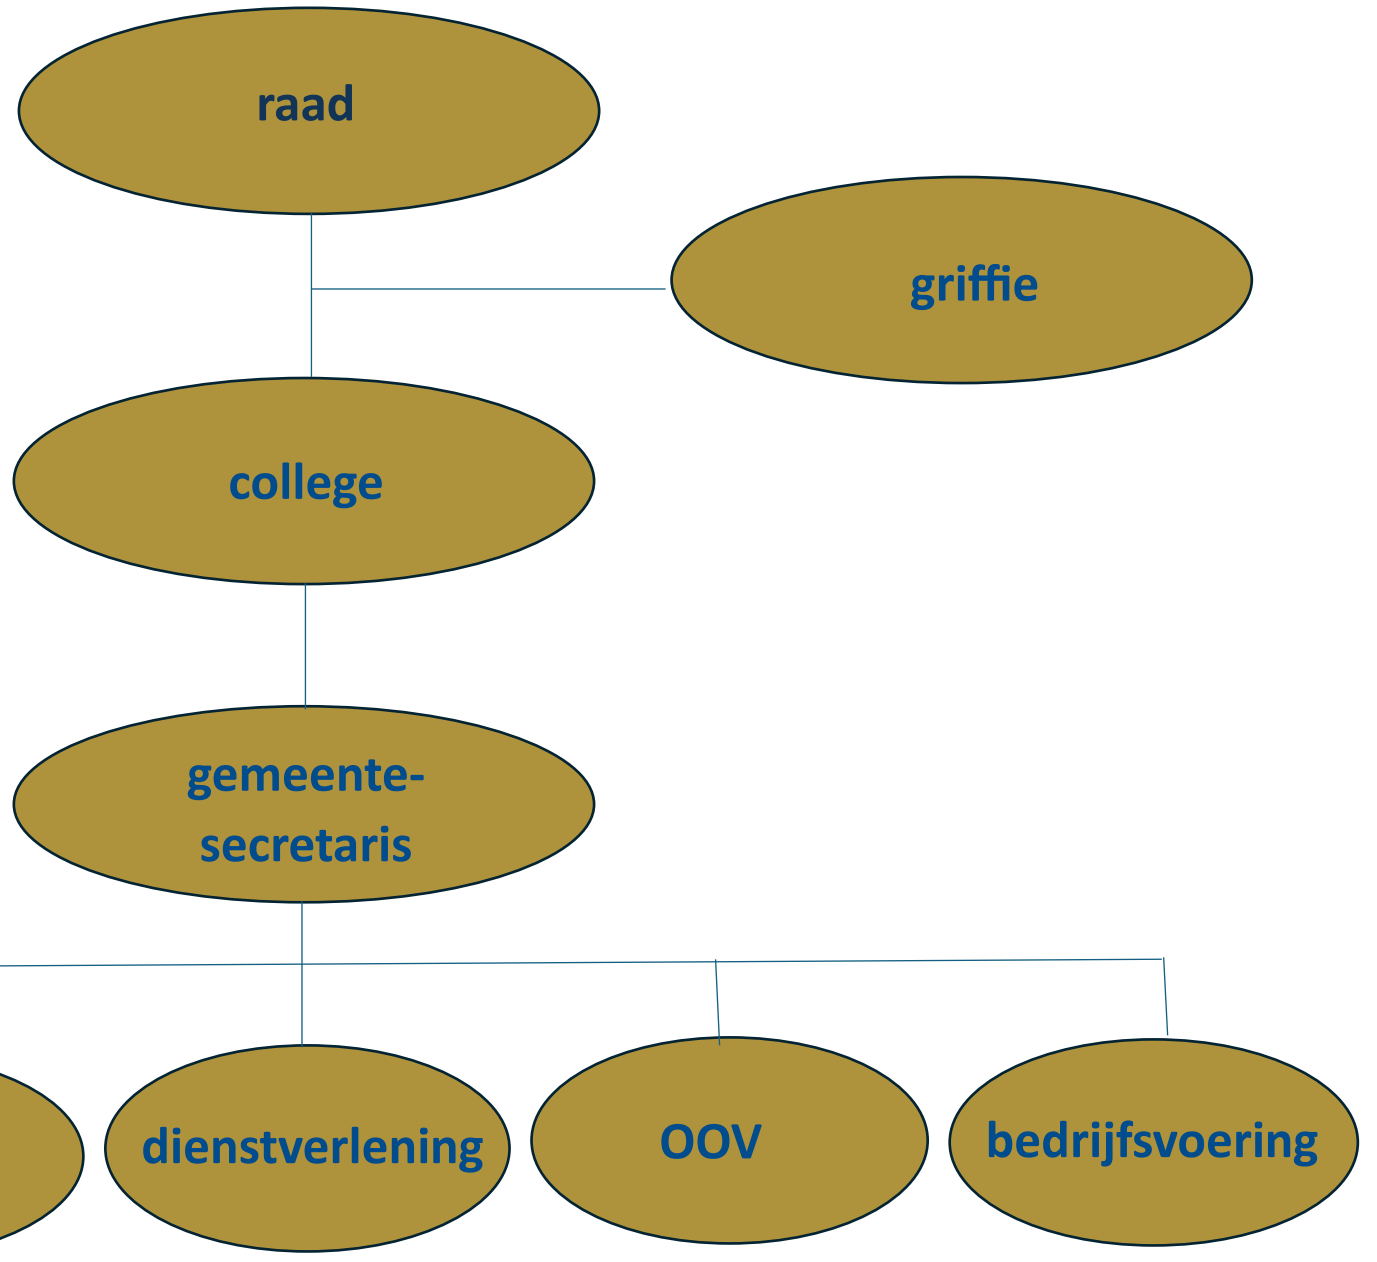 raad
griffie
college
gemeente-
secretaris
dienstverlening
OOV
bedrijfsvoering